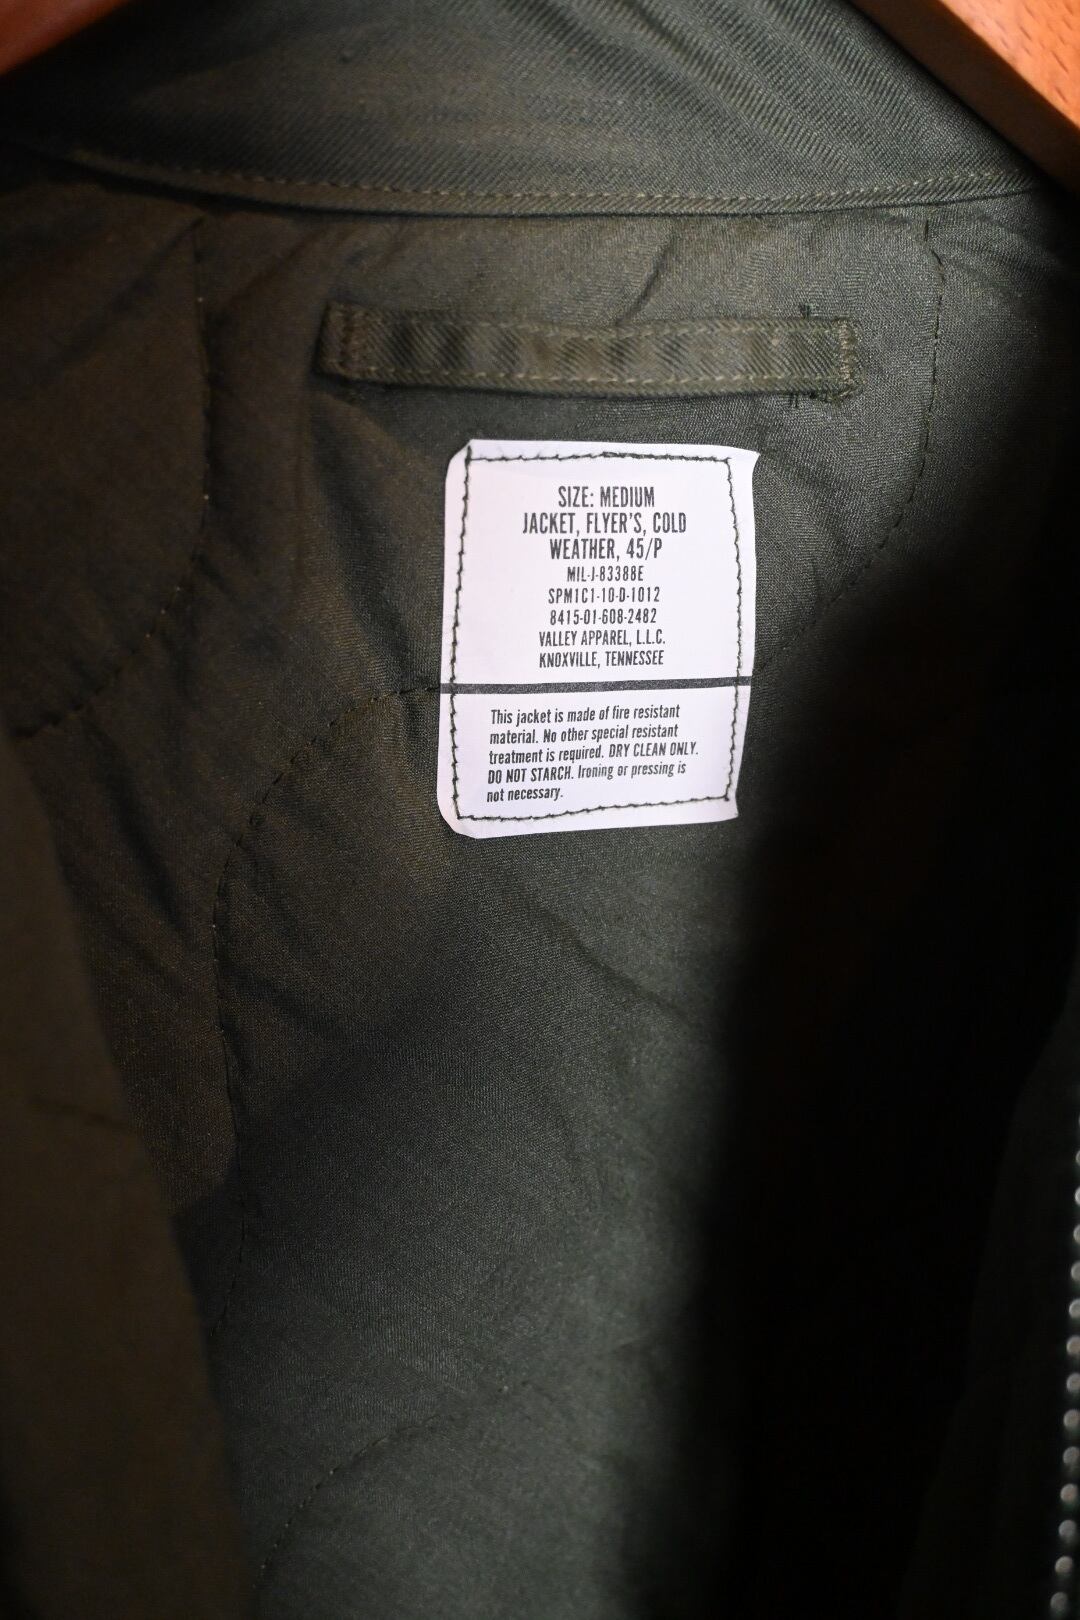 SIZE: MEDIUM
JACKET, FLYER'S, COLD
WEATHER, 45/P
MIL-J-83388E
SPM1C1-10-D-1012
8415-01-608-2482
VALLEY APPAREL, L.L.C.
KNOXVILLE, TENNESSEE
This jacket is made of fire resistant
material. No other special resistant
treatment is required. DRY CLEAN ONLY.
DO NOT STARCH. Ironing or pressing is
not necessary.